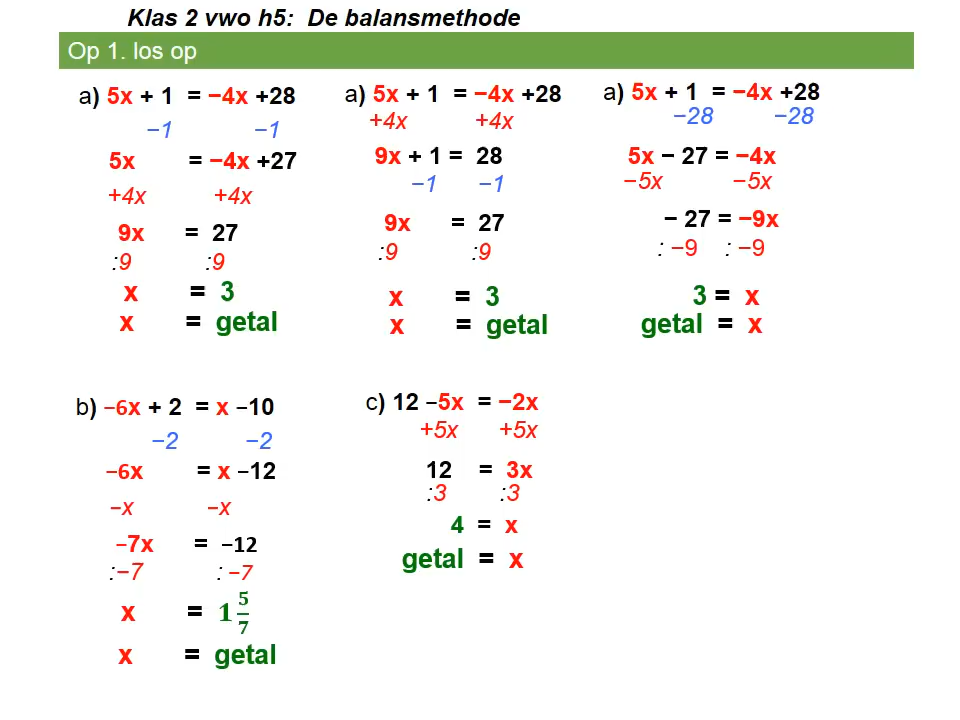 Klas 2 vwo h5: De balansmethode
Op 1. los op
a) 5x + 1 = −4x +28
−1 −1
5x = −4x +27
+4x +4x
9x = 27
:9 :9
x = 3
x = getal
a) 5x + 1 = −4x +28
+4x +4x
9x + 1 = 28
−1 −1
9x = 27
:9 :9
x = 3
x = getal
a) 5x + 1 = −4x +28
−28 −28
5x − 27 = −4x
−5x −5x
− 27 = −9x
: −9 : −9
3 = x
getal = x
b) −6x + 2 = x −10
−2 −2
−6x = x −12
−x −x
−7x = −12
:−7 : −7
x = 1 5/7
x = getal
c) 12 −5x = −2x
+5x +5x
12 = 3x
:3 :3
4 = x
getal = x